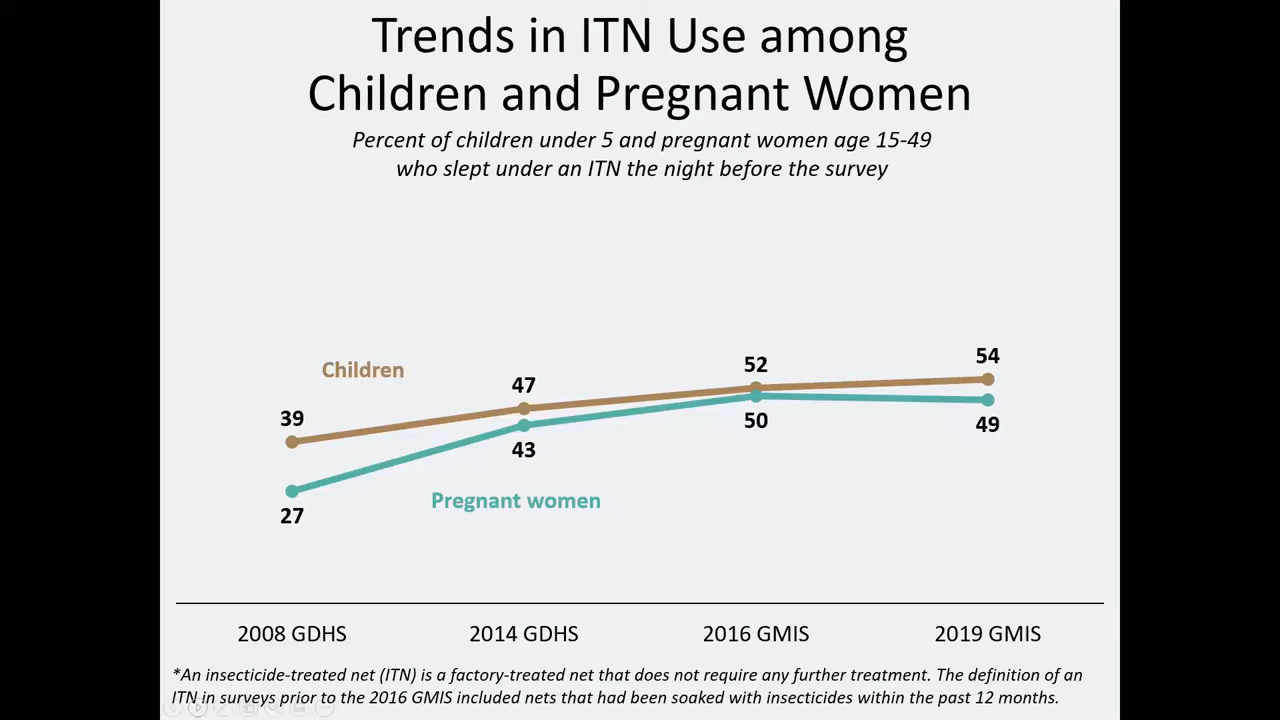 Trends in ITN Use among
Children and Pregnant Women
Percent of children under 5 and pregnant women age 15-49
who slept under an ITN the night before the survey
Children
39
47
52
54
27
43
50
49
Pregnant women
2008 GDHS
2014 GDHS
2016 GMIS
2019 GMIS
*An insecticide-treated net (ITN) is a factory-treated net that does not require any further treatment. The definition of an
ITN in surveys prior to the 2016 GMIS included nets that had been soaked with insecticides within the past 12 months.